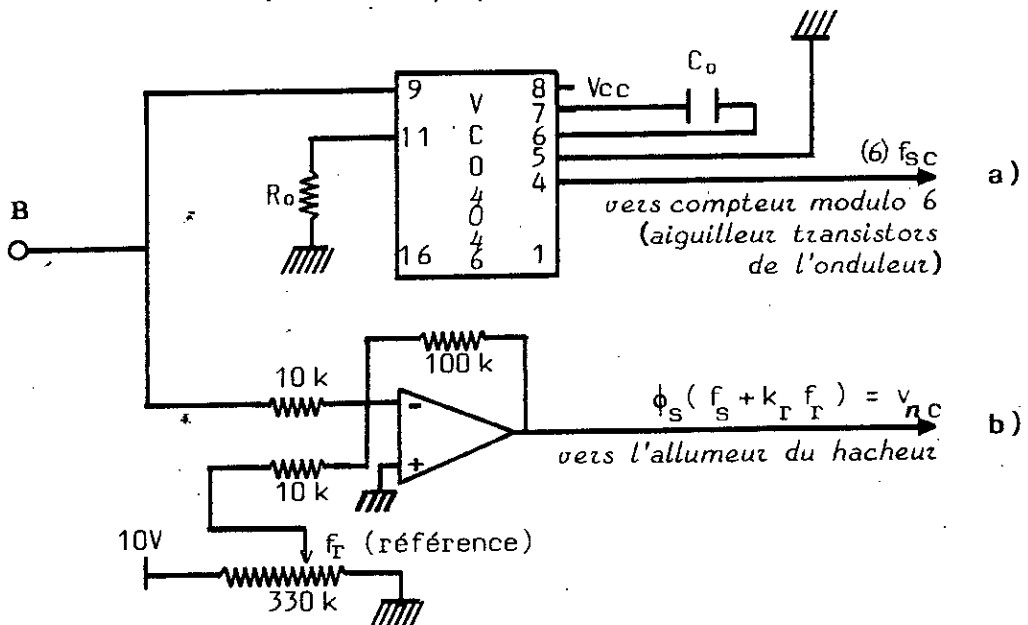 9
11
16
V
C
O
4
0
4
6
8
7
6
5
4
1
Vcc
C₀
R₀
B
(6) f_sc
a)
vers compteur modulo 6
(aiguilleur transistors
de l'onduleur)
100 k
10 k
10 k
-
+
ϕ_s( f_s + k_r f_r ) = v_nc
b)
vers l'allumeur du hacheur
10V
f_r (référence)
330 k